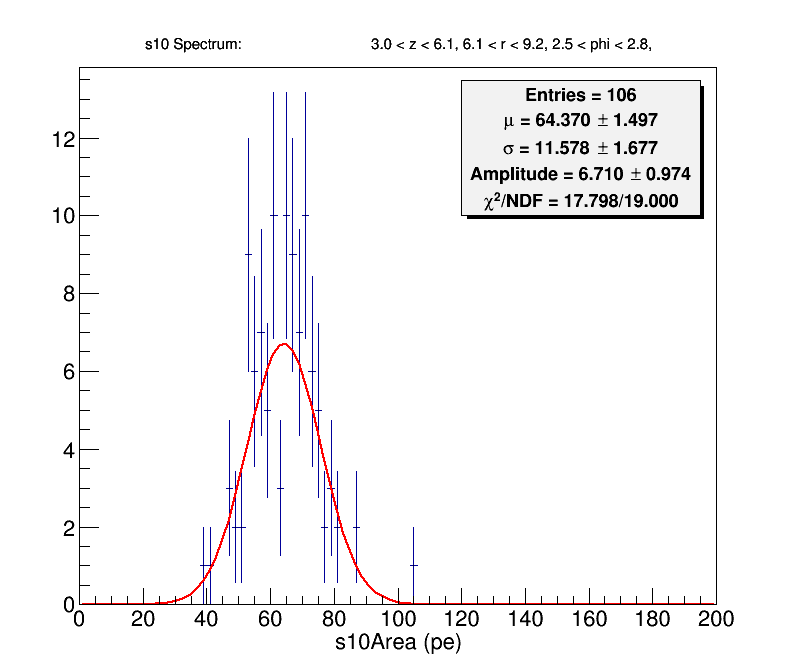 s10 Spectrum: 3.0 < z < 6.1, 6.1 < r < 9.2, 2.5 < phi < 2.8,
Entries = 106
μ = 64.370 ± 1.497
σ = 11.578 ± 1.677
Amplitude = 6.710 ± 0.974
χ²/NDF = 17.798/19.000
12
10
8
6
4
2
0
0 20 40 60 80 100 120 140 160 180 200
s10Area (pe)